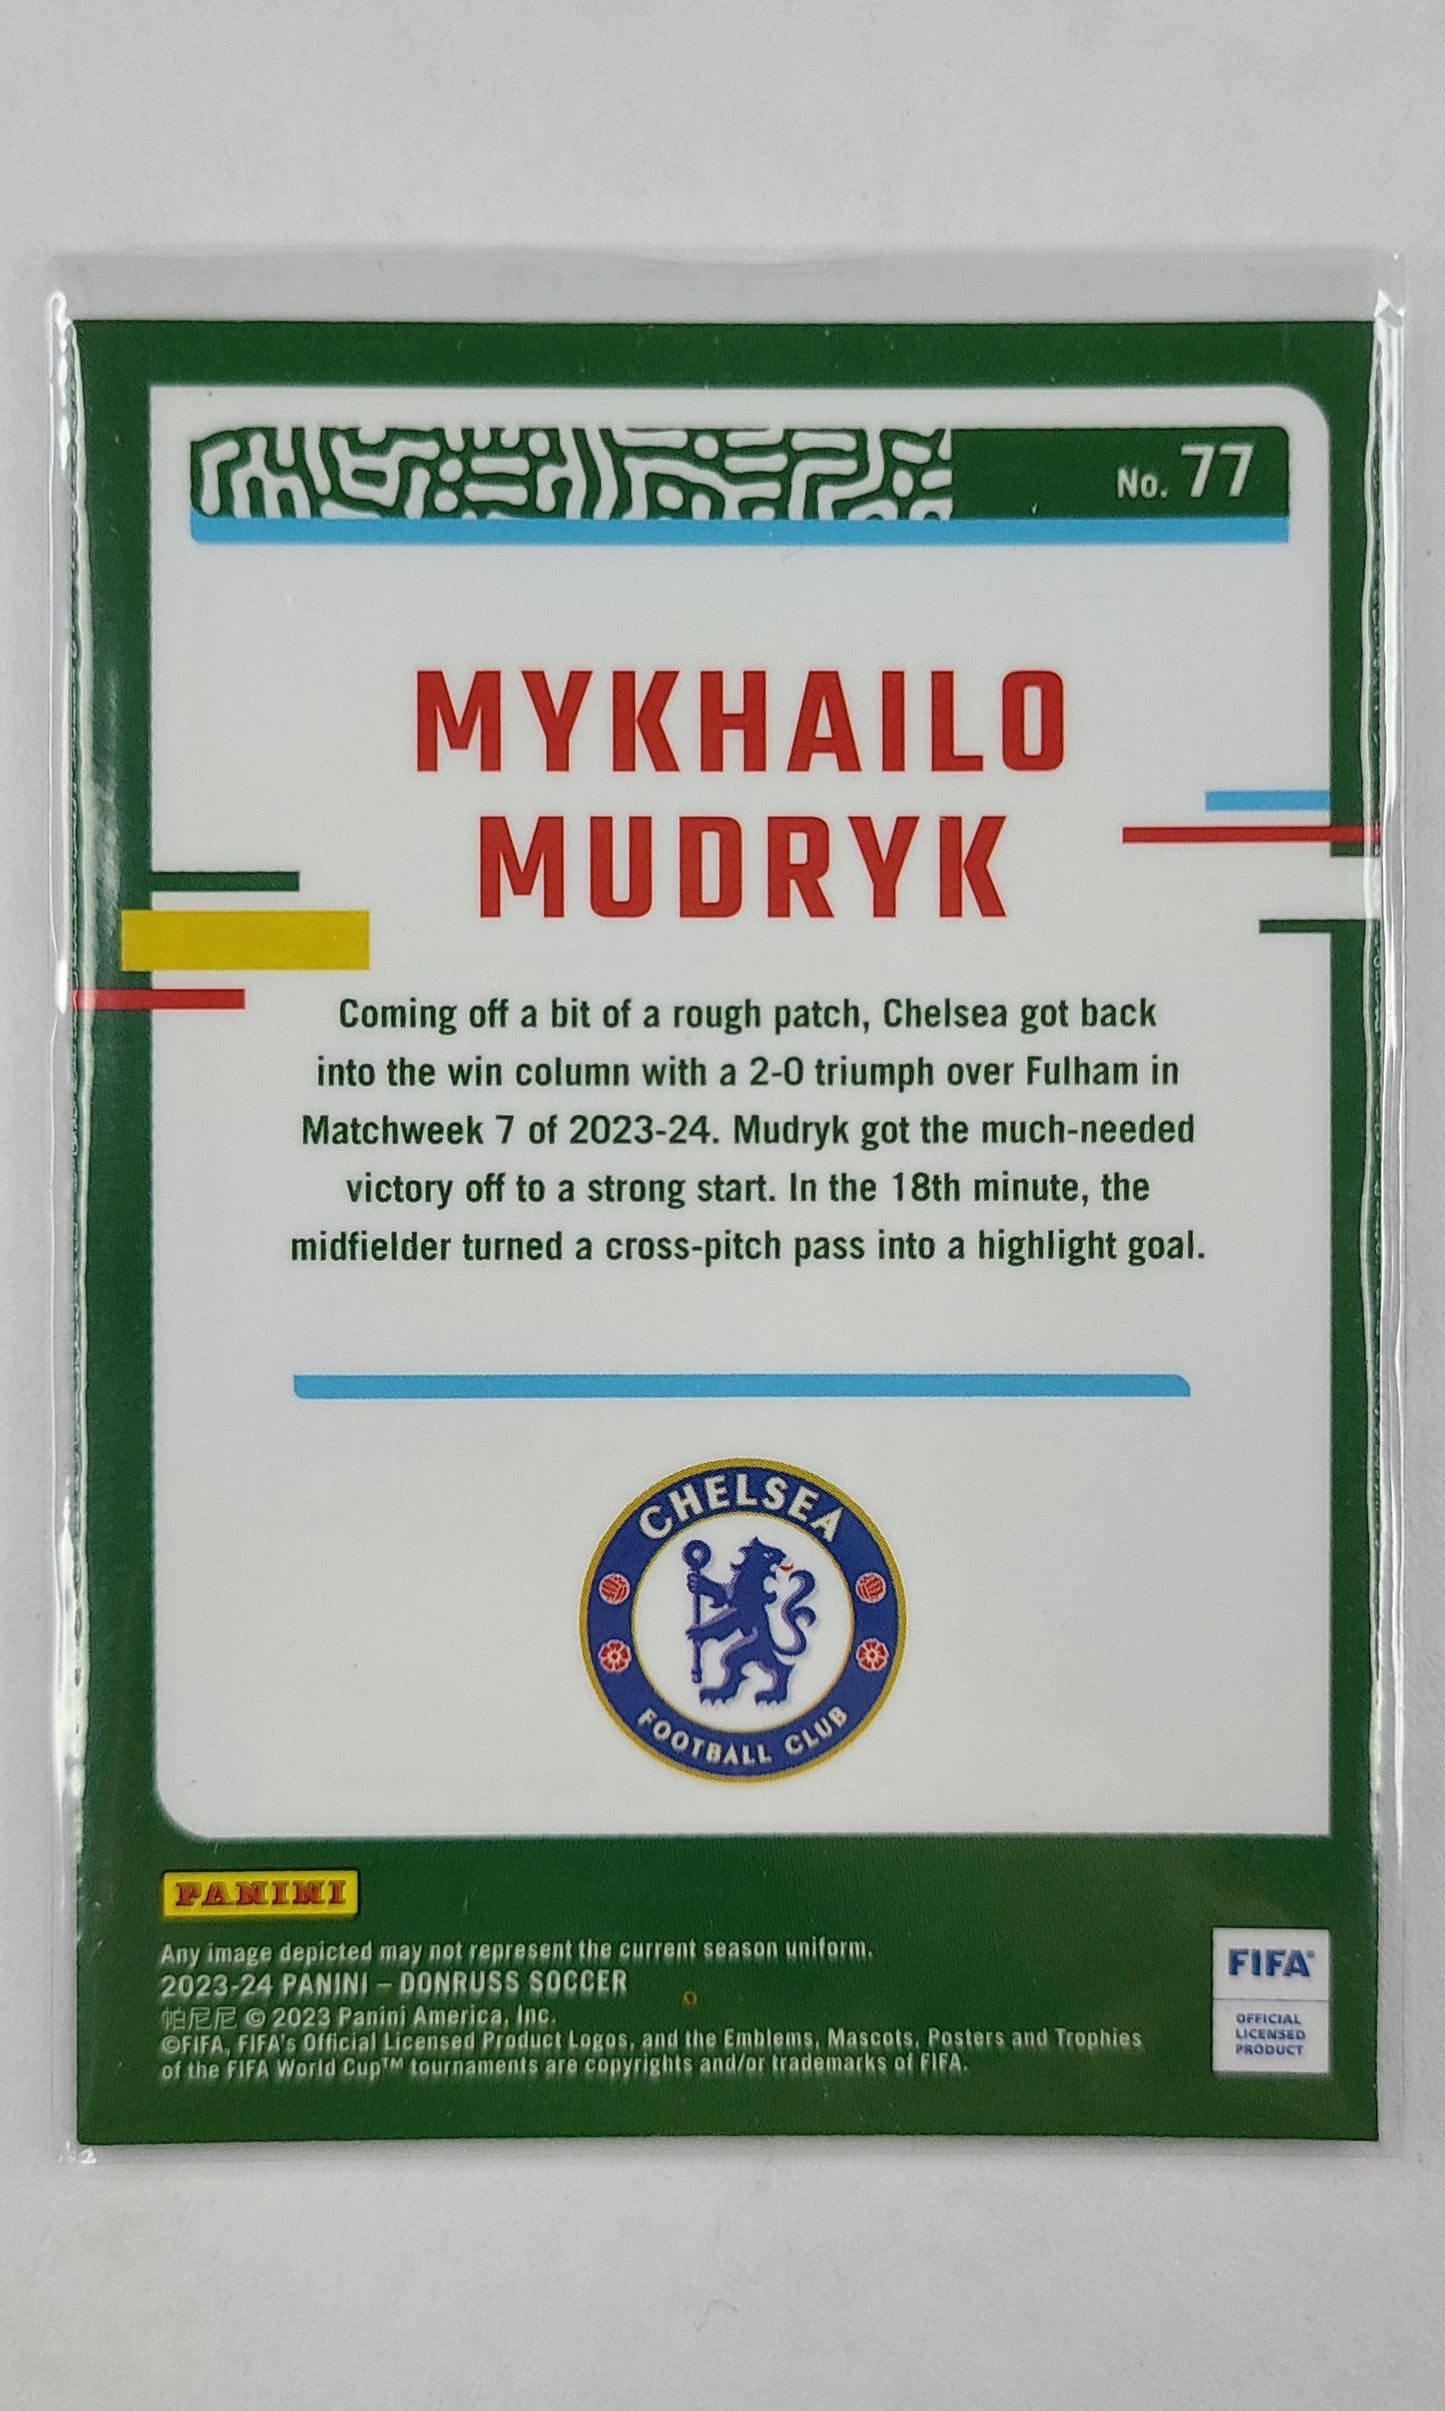 No. 77
MYKHAILO
MUDRYK
Coming off a bit of a rough patch, Chelsea got back
into the win column with a 2-0 triumph over Fulham in
Matchweek 7 of 2023-24. Mudryk got the much-needed
victory off to a strong start. In the 18th minute, the
midfielder turned a cross-pitch pass into a highlight goal.
CHELSEA
FOOTBALL CLUB
PANINI
Any image depicted may not represent the current season uniform.
2023-24 PANINI – DONRUSS SOCCER
帕尼尼 © 2023 Panini America, Inc.
©FIFA, FIFA's Official Licensed Product Logos, and the Emblems, Mascots, Posters and Trophies
of the FIFA World Cup™ tournaments are copyrights and/or trademarks of FIFA.
FIFA®
OFFICIAL
LICENSED
PRODUCT